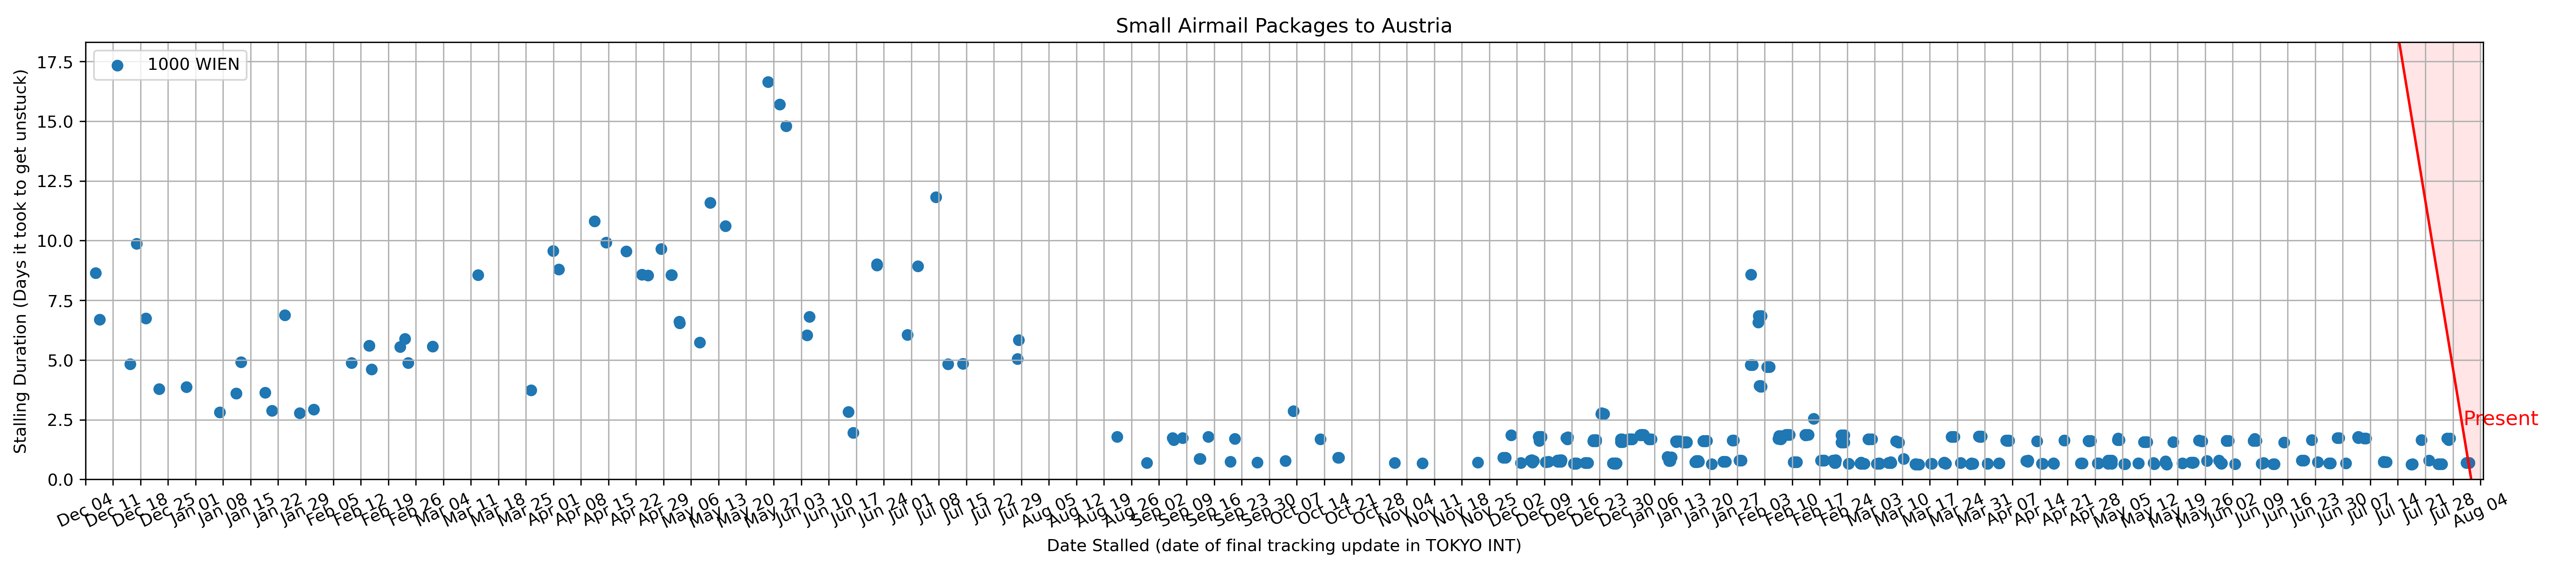 Small Airmail Packages to Austria
1000 WIEN
Stalling Duration (Days it took to get unstuck)
17.5
15.0
12.5
10.0
7.5
5.0
2.5
0.0
Present
Dec 04
Dec 11
Dec 18
Dec 25
Jan 01
Jan 08
Jan 15
Jan 22
Jan 29
Feb 05
Feb 12
Feb 19
Feb 26
Mar 04
Mar 11
Mar 18
Mar 25
Apr 01
Apr 08
Apr 15
Apr 22
Apr 29
May 06
May 13
May 20
May 27
Jun 03
Jun 10
Jun 17
Jun 24
Jul 01
Jul 08
Jul 15
Jul 22
Jul 29
Aug 05
Aug 12
Aug 19
Aug 26
Sep 02
Sep 09
Sep 16
Sep 23
Sep 30
Oct 07
Oct 14
Oct 21
Oct 28
Nov 04
Nov 11
Nov 18
Nov 25
Dec 02
Dec 09
Dec 16
Dec 23
Dec 30
Jan 06
Jan 13
Jan 20
Jan 27
Feb 03
Feb 10
Feb 17
Feb 24
Mar 03
Mar 10
Mar 17
Mar 24
Mar 31
Apr 07
Apr 14
Apr 21
Apr 28
May 05
May 12
May 19
May 26
Jun 02
Jun 09
Jun 16
Jun 23
Jun 30
Jul 07
Jul 14
Jul 21
Jul 28
Aug 04
Date Stalled (date of final tracking update in TOKYO INT)